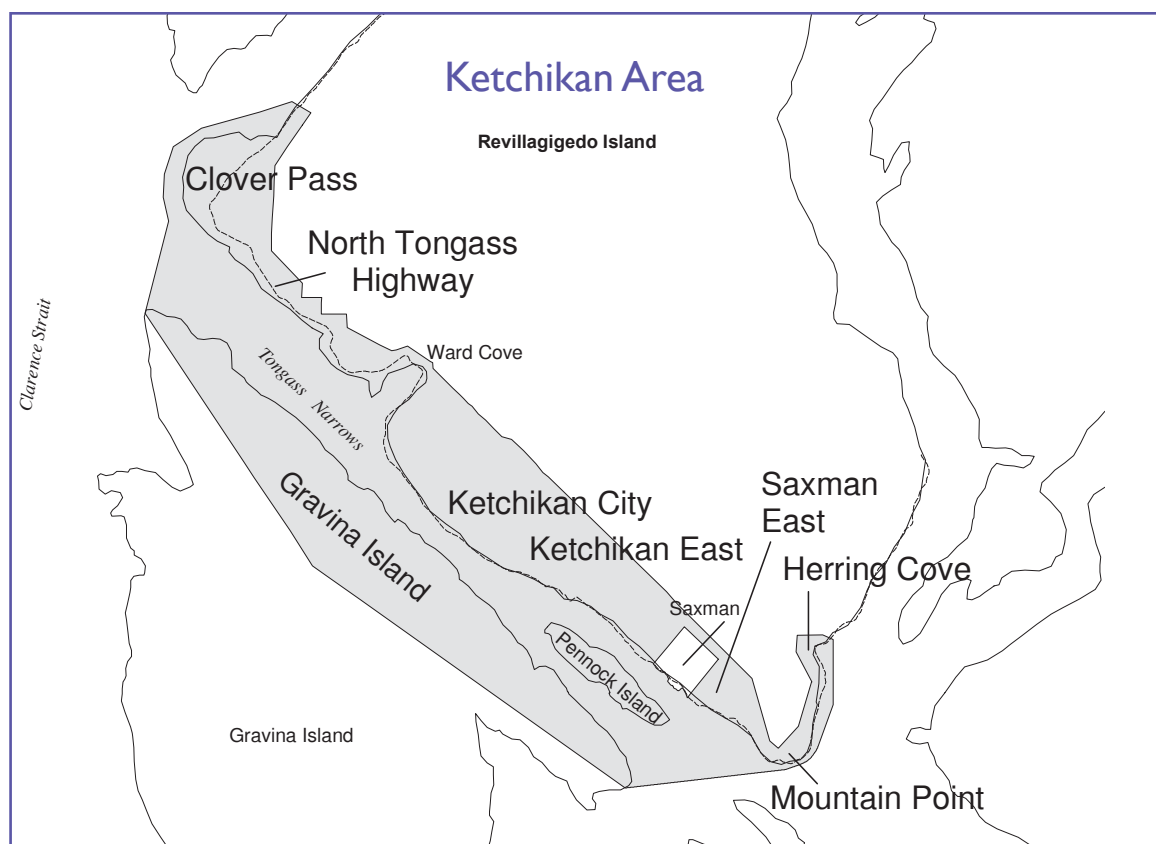 Ketchikan Area
Revillagigedo Island
Clover Pass
North Tongass
Highway
Clarence Strait
Ward Cove
Tongass Narrows
Gravina Island
Ketchikan City
Saxman
East
Ketchikan East
Herring Cove
Saxman
Pennock Island
Gravina Island
Mountain Point